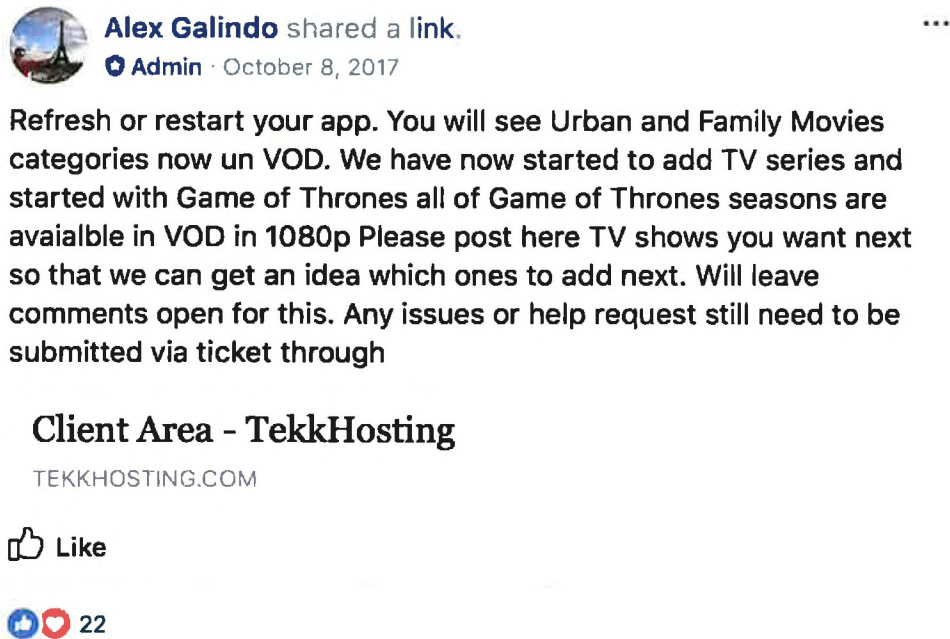 Alex Galindo shared a link.
Admin · October 8, 2017
Refresh or restart your app. You will see Urban and Family Movies
categories now un VOD. We have now started to add TV series and
started with Game of Thrones all of Game of Thrones seasons are
avaialble in VOD in 1080p Please post here TV shows you want next
so that we can get an idea which ones to add next. Will leave
comments open for this. Any issues or help request still need to be
submitted via ticket through
Client Area - TekkHosting
TEKKHOSTING.COM
Like
22